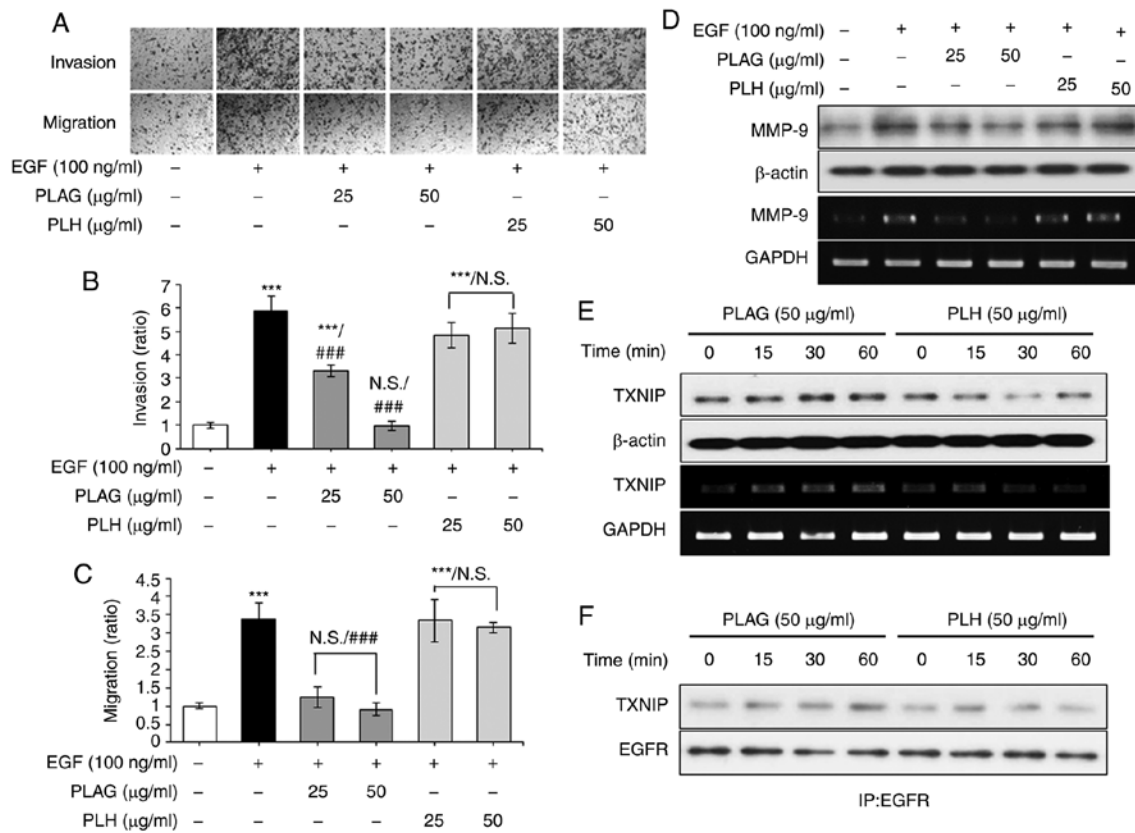 A
Invasion
Migration
EGF (100 ng/ml) – + + + + +
PLAG (μg/ml) – – 25 50 – –
PLH (μg/ml) – – – – 25 50
B
***/N.S.
***
***/
###
N.S./
###
Invasion (ratio)
7
6
5
4
3
2
1
0
EGF (100 ng/ml) – + + + + +
PLAG (μg/ml) – – 25 50 – –
PLH (μg/ml) – – – – 25 50
C
***/N.S.
***
N.S./###
Migration (ratio)
4.5
4
3.5
3
2.5
2
1.5
1
0.5
0
EGF (100 ng/ml) – + + + + +
PLAG (μg/ml) – – 25 50 – –
PLH (μg/ml) – – – – 25 50
D
EGF (100 ng/ml) – + + + + +
PLAG (μg/ml) – – 25 50 – –
PLH (μg/ml) – – – – 25 50
MMP-9
β-actin
MMP-9
GAPDH
E
PLAG (50 μg/ml) PLH (50 μg/ml)
Time (min) 0 15 30 60 0 15 30 60
TXNIP
β-actin
TXNIP
GAPDH
F
PLAG (50 μg/ml) PLH (50 μg/ml)
Time (min) 0 15 30 60 0 15 30 60
TXNIP
EGFR
IP:EGFR